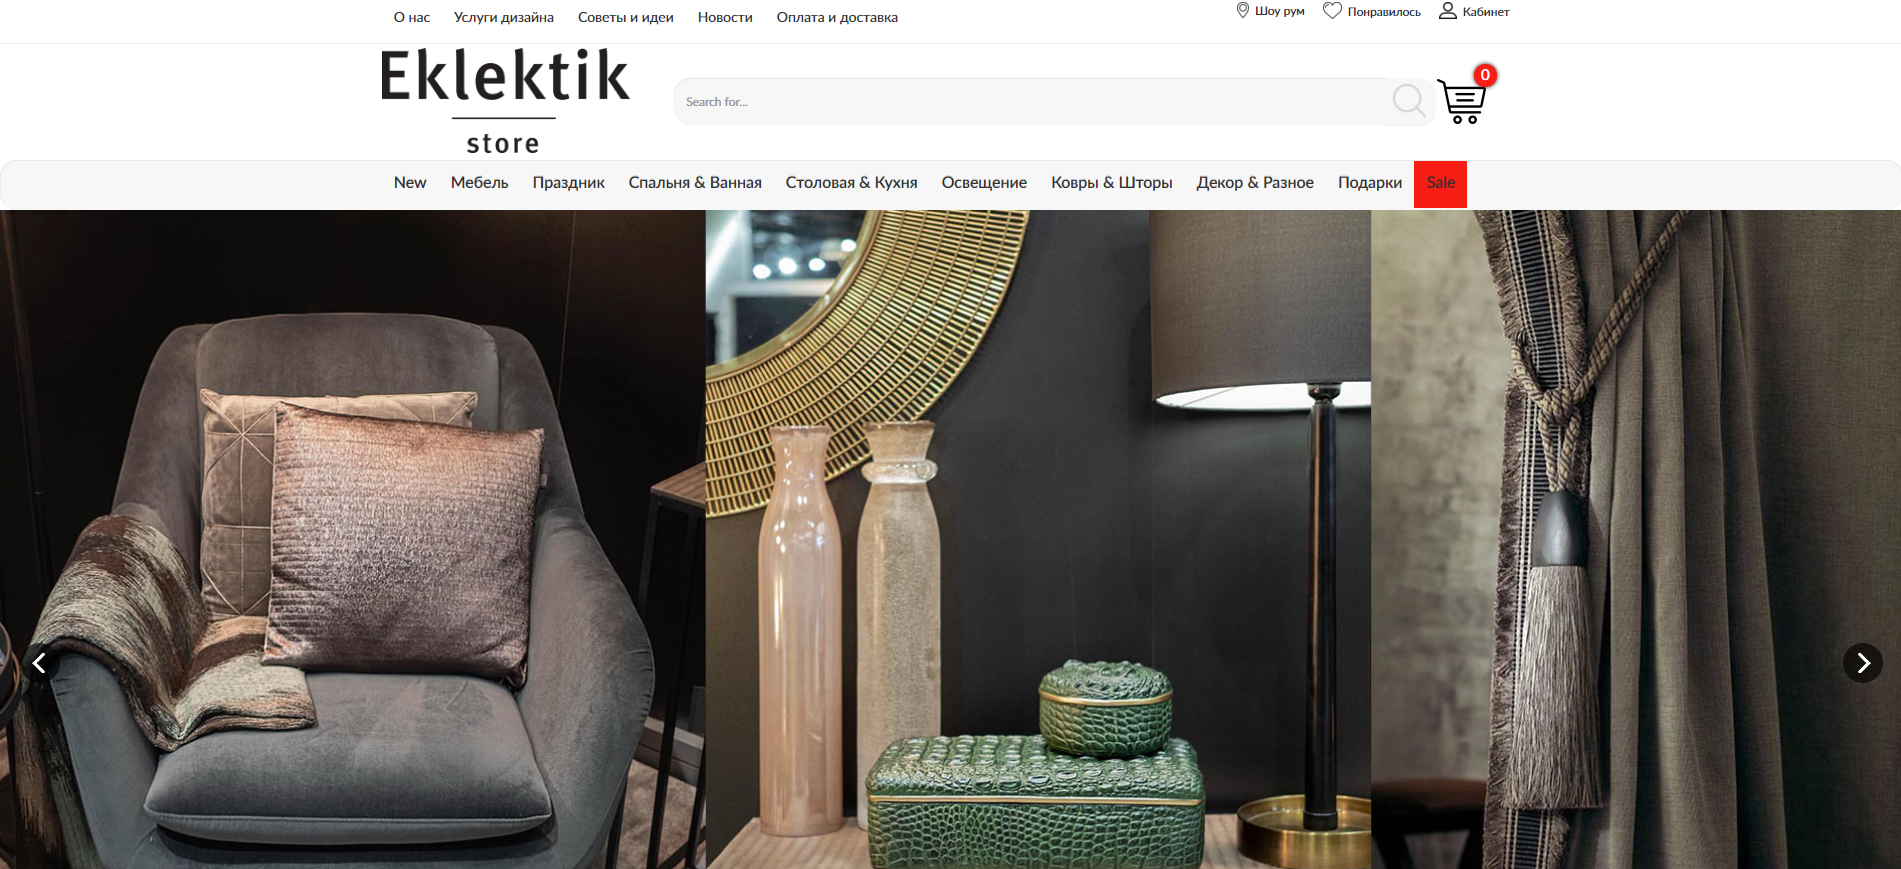 О нас Услуги дизайна Советы и идеи Новости Оплата и доставка Шоу рум Понравилось Кабинет
Eklektik
store
Search for...
0
New Мебель Праздник Спальня & Ванная Столовая & Кухня Освещение Ковры & Шторы Декор & Разное Подарки Sale